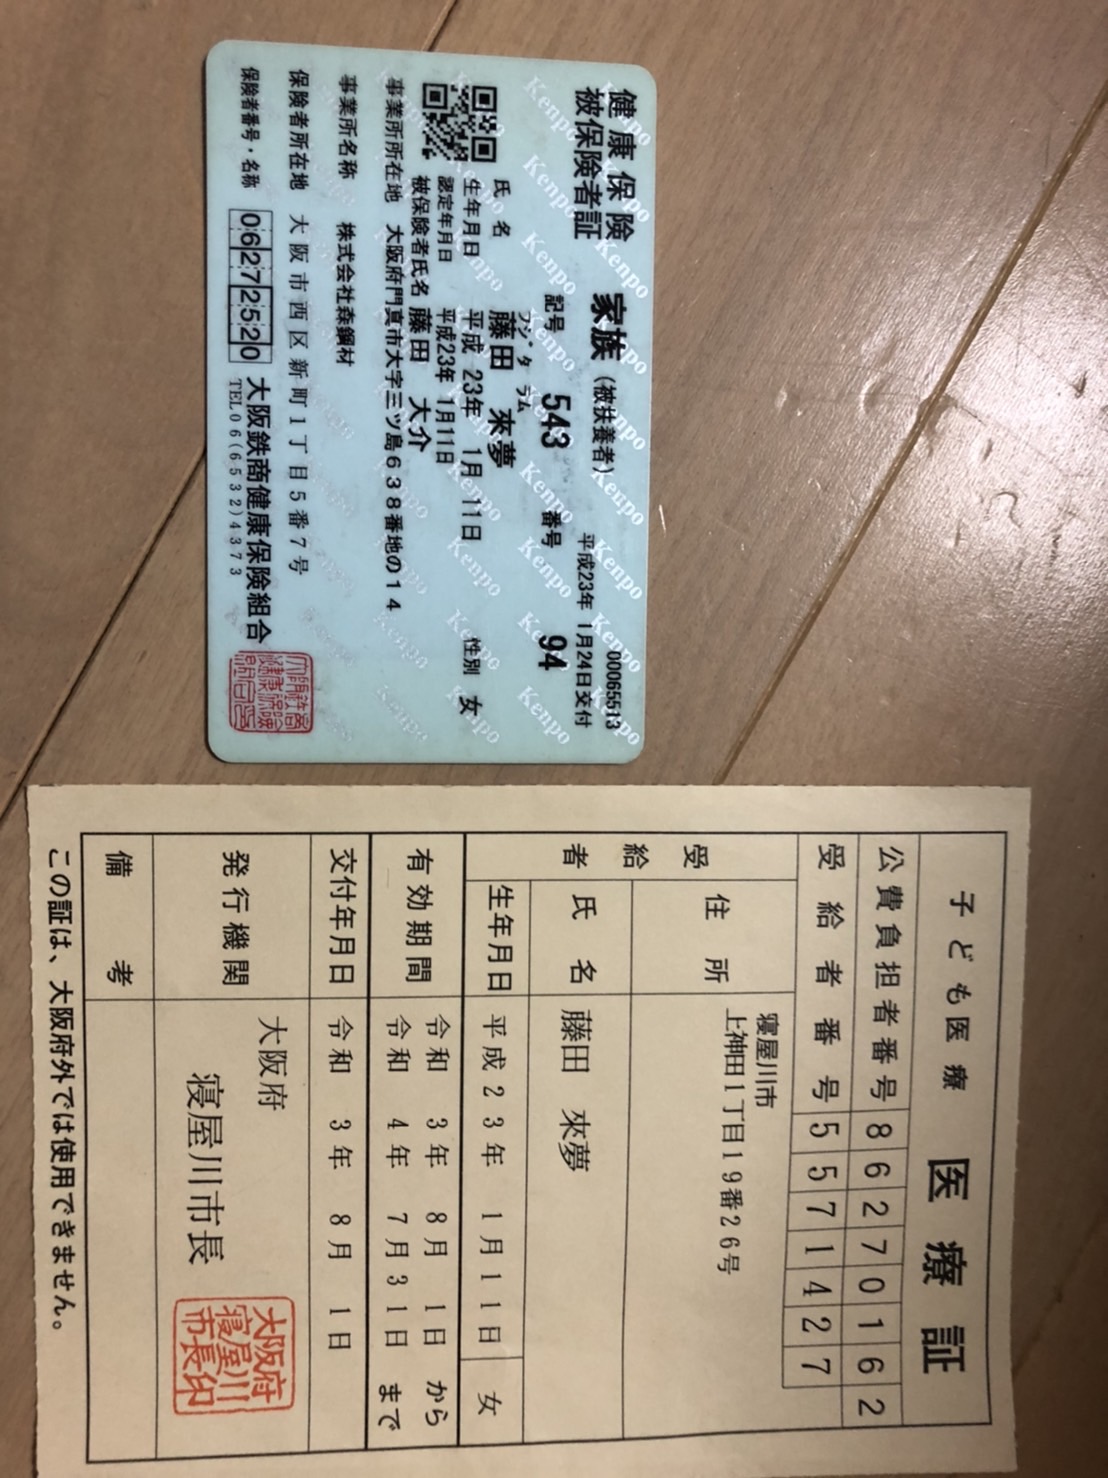 健康保険 被保険者証 家族(被扶養者) 00065513
平成23年 1月24日交付
記号 543 番号 94
フジタ ラム
氏名 藤田 來夢
生年月日 平成 23年 1月 11日 性別 女
認定年月日 平成23年 1月11日
被保険者氏名 藤田 大介
事業所所在地 大阪府門真市大字三ツ島638番地の14
事業所名称 株式会社森鋼材
保険者所在地 大阪市西区新町1丁目5番7号
保険者番号・名称 06272520 大阪鉄商健康保険組合
TEL06(6532)4373
子ども医療 医療証
公費負担者番号 86270162
受給者番号 5571427
受給者
住所 寝屋川市
上神田1丁目19番26号
氏名 藤田 來夢
生年月日 平成23年 1月11日 女
有効期間 令和 3年 8月 1日 から
令和 4年 7月31日 まで
交付年月日 令和 3年 8月 1日
発行機関 大阪府
寝屋川市長
大阪府寝屋川市長印
備考
この証は、大阪府外では使用できません。